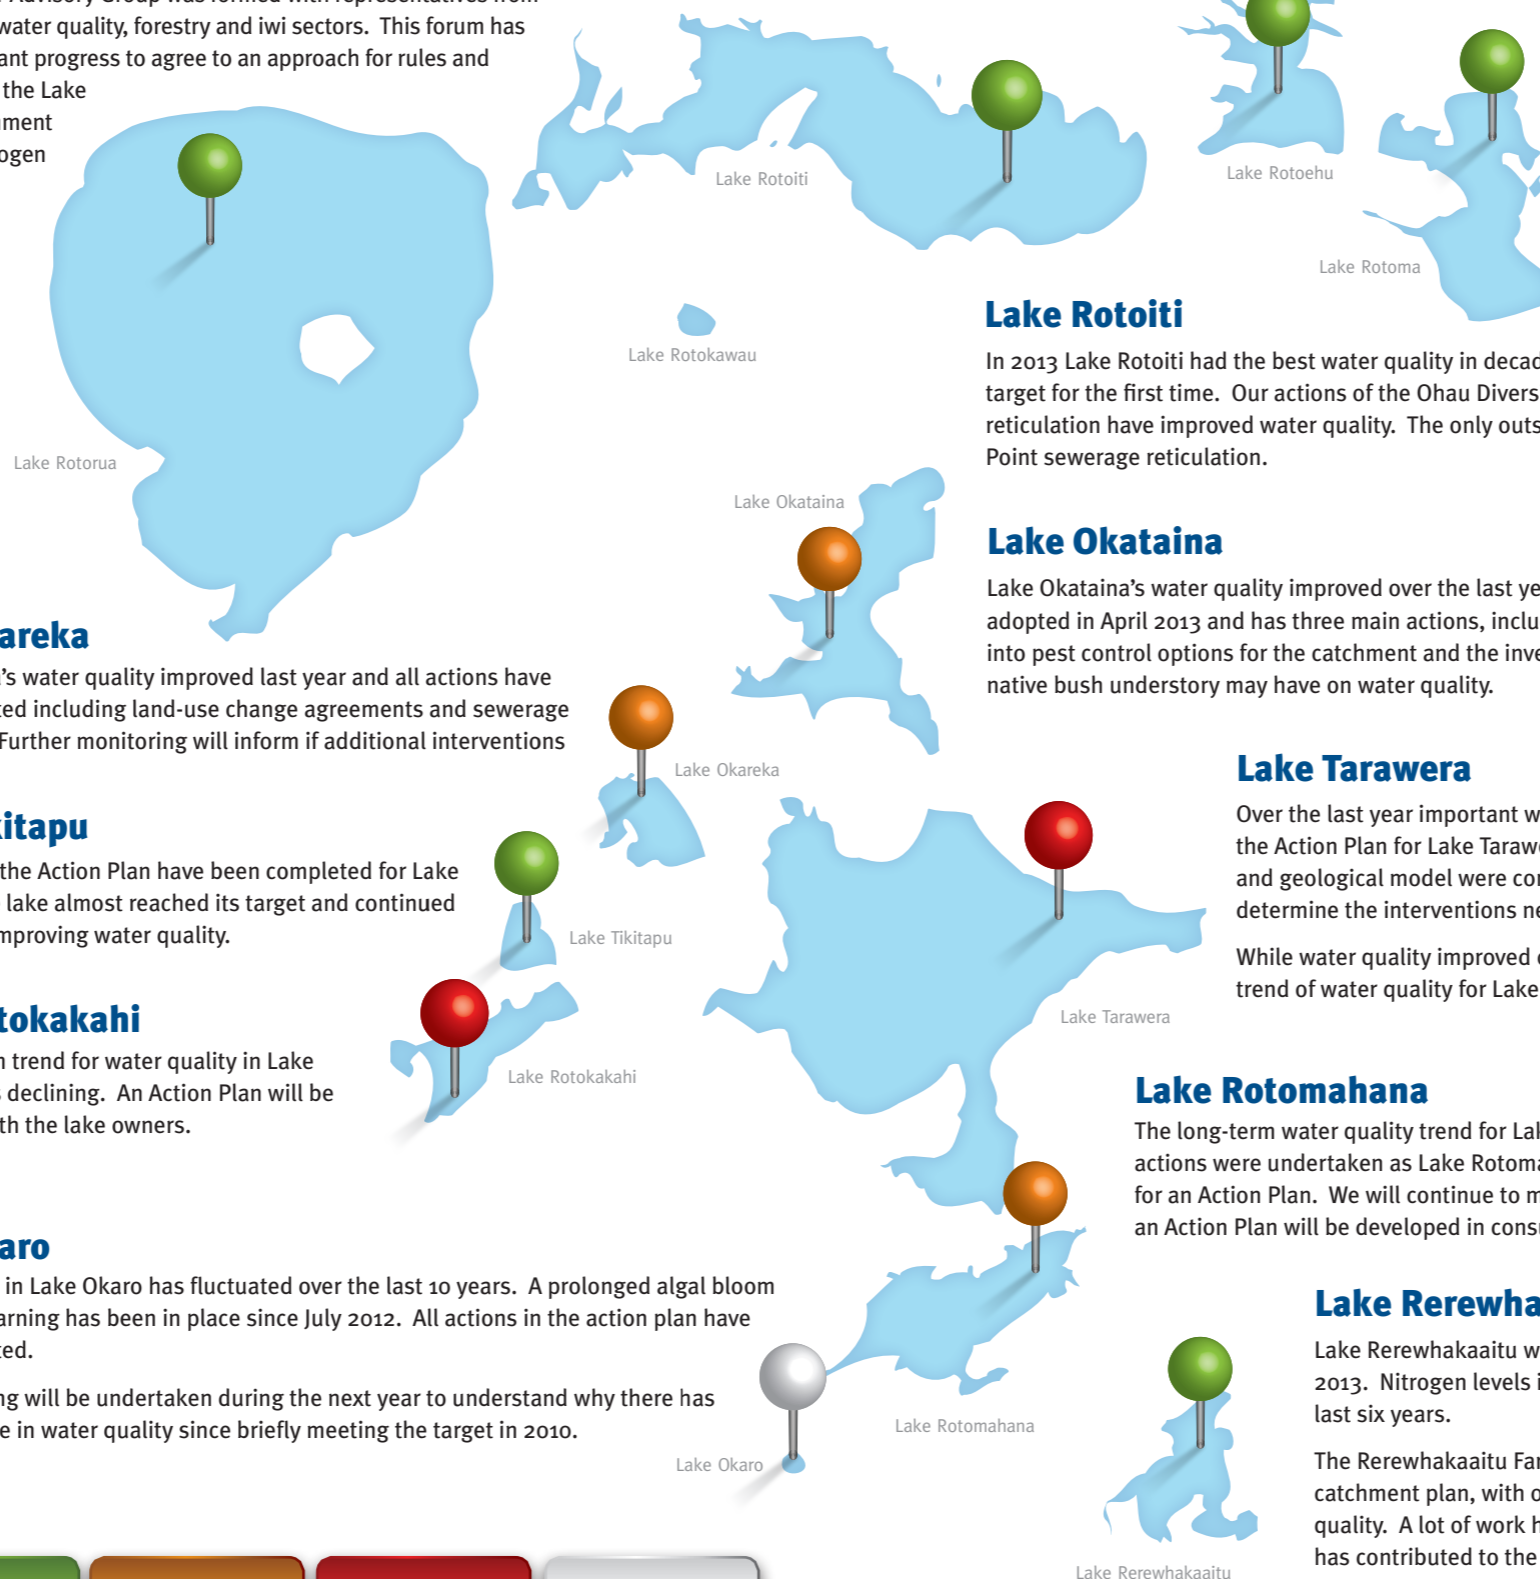 Advisory Group was formed with representatives from
water quality, forestry and iwi sectors. This forum has
ant progress to agree to an approach for rules and
the Lake
ment
ogen
Lake Rotoiti
Lake Rotoehu
Lake Rotoma
Lake Rotokawau
Lake Rotorua
Lake Rotoiti
In 2013 Lake Rotoiti had the best water quality in decad
target for the first time. Our actions of the Ohau Divers
reticulation have improved water quality. The only outs
Point sewerage reticulation.
Lake Okataina
Lake Okataina
Lake Okataina's water quality improved over the last ye
adopted in April 2013 and has three main actions, inclu
into pest control options for the catchment and the inve
native bush understory may have on water quality.
areka
's water quality improved last year and all actions have
ted including land-use change agreements and sewerage
Further monitoring will inform if additional interventions
Lake Okareka
Lake Tarawera
Over the last year important w
the Action Plan for Lake Taraw
and geological model were co
determine the interventions ne
While water quality improved
trend of water quality for Lake
kitapu
the Action Plan have been completed for Lake
lake almost reached its target and continued
mproving water quality.
Lake Tikitapu
Lake Tarawera
tokakahi
trend for water quality in Lake
s declining. An Action Plan will be
th the lake owners.
Lake Rotokakahi
Lake Rotomahana
The long-term water quality trend for Lak
actions were undertaken as Lake Rotoma
for an Action Plan. We will continue to m
an Action Plan will be developed in cons
aro
in Lake Okaro has fluctuated over the last 10 years. A prolonged algal bloom
arning has been in place since July 2012. All actions in the action plan have
ted.
ng will be undertaken during the next year to understand why there has
e in water quality since briefly meeting the target in 2010.
Lake Rotomahana
Lake Okaro
Lake Rerewha
Lake Rerewhakaaitu w
2013. Nitrogen levels i
last six years.
The Rerewhakaaitu Far
catchment plan, with o
quality. A lot of work h
has contributed to the
Lake Rerewhakaaitu